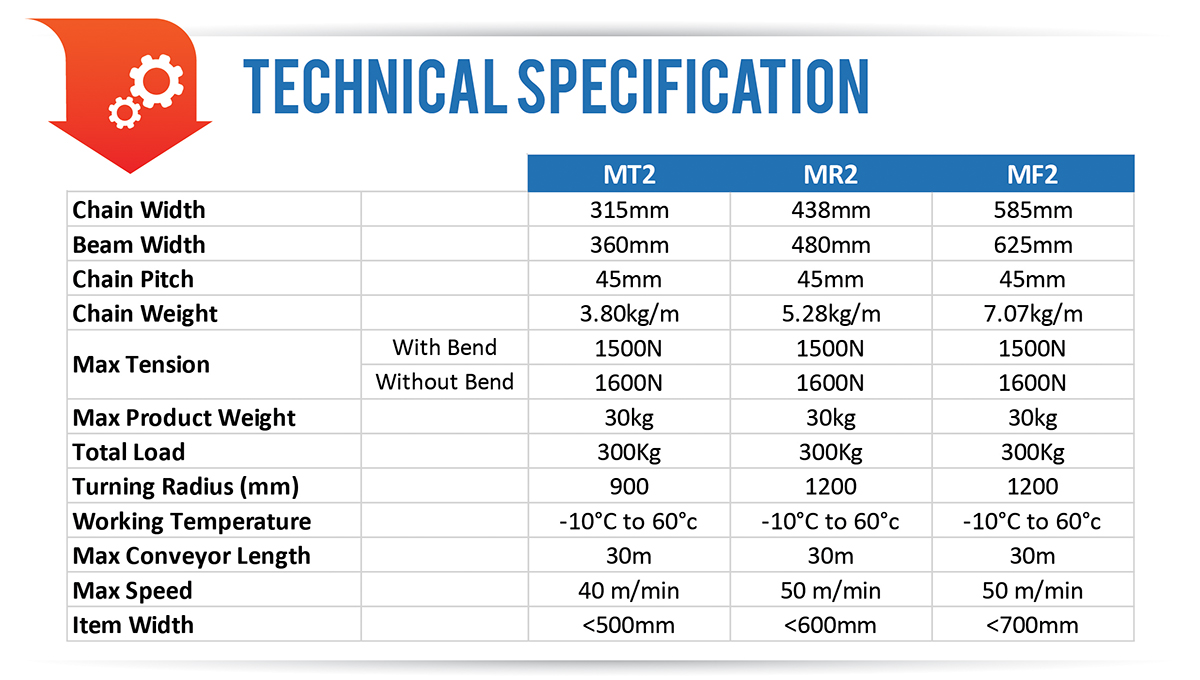 TECHNICAL SPECIFICATION
MT2 MR2 MF2
Chain Width 315mm 438mm 585mm
Beam Width 360mm 480mm 625mm
Chain Pitch 45mm 45mm 45mm
Chain Weight 3.80kg/m 5.28kg/m 7.07kg/m
Max Tension With Bend 1500N 1500N 1500N
Without Bend 1600N 1600N 1600N
Max Product Weight 30kg 30kg 30kg
Total Load 300Kg 300Kg 300Kg
Turning Radius (mm) 900 1200 1200
Working Temperature -10°C to 60°c -10°C to 60°c -10°C to 60°c
Max Conveyor Length 30m 30m 30m
Max Speed 40 m/min 50 m/min 50 m/min
Item Width <500mm <600mm <700mm